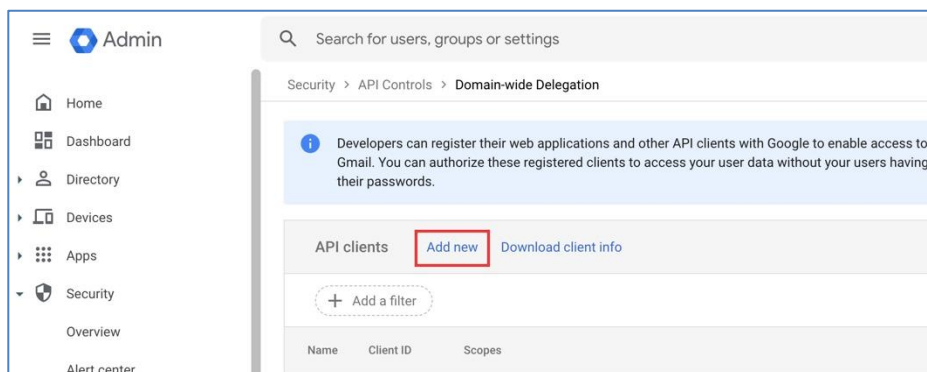 Admin
Search for users, groups or settings
Security > API Controls > Domain-wide Delegation
Home
Dashboard
Directory
Devices
Apps
Security
Overview
Alert center
Developers can register their web applications and other API clients with Google to enable access to
Gmail. You can authorize these registered clients to access your user data without your users having
their passwords.
API clients Add new Download client info
+ Add a filter
Name Client ID Scopes